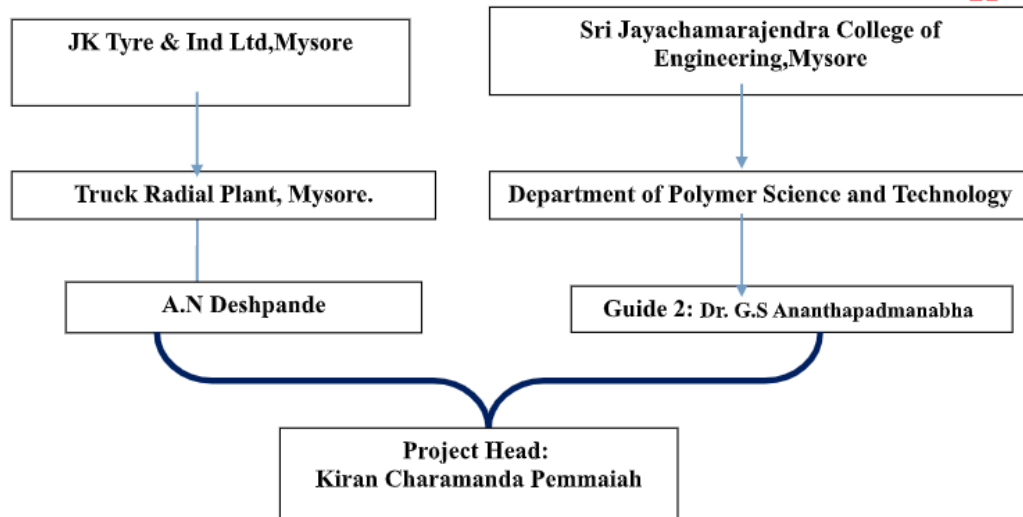 JK Tyre & Ind Ltd,Mysore
Sri Jayachamarajendra College of
Engineering,Mysore
Truck Radial Plant, Mysore.
Department of Polymer Science and Technology
A.N Deshpande
Guide 2: Dr. G.S Ananthapadmanabha
Project Head:
Kiran Charamanda Pemmaiah